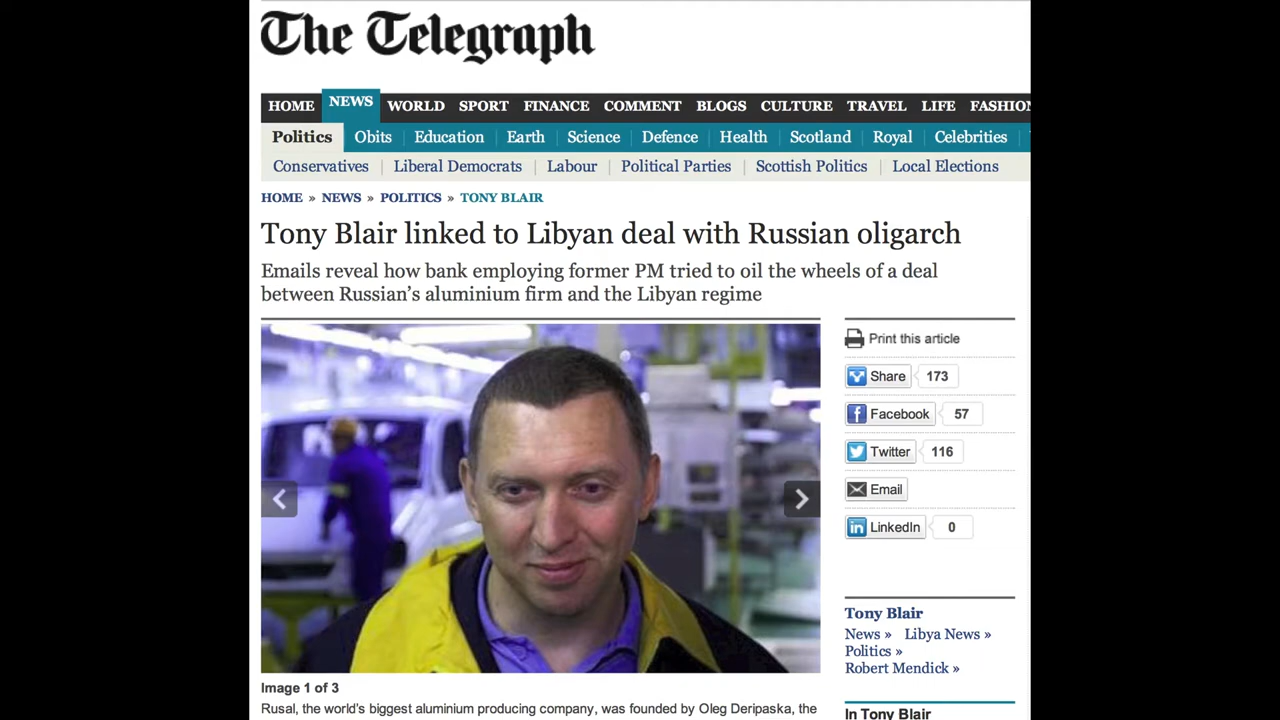 The Telegraph
HOME NEWS WORLD SPORT FINANCE COMMENT BLOGS CULTURE TRAVEL LIFE FASHION
Politics Obits Education Earth Science Defence Health Scotland Royal Celebrities
Conservatives Liberal Democrats Labour Political Parties Scottish Politics Local Elections
HOME » NEWS » POLITICS » TONY BLAIR
Tony Blair linked to Libyan deal with Russian oligarch
Emails reveal how bank employing former PM tried to oil the wheels of a deal
between Russian’s aluminium firm and the Libyan regime
Print this article
Share 173
Facebook 57
Twitter 116
Email
LinkedIn 0
Tony Blair
News » Libya News »
Politics »
Robert Mendick »
In Tony Blair
Image 1 of 3
Rusal, the world's biggest aluminium producing company, was founded by Oleg Deripaska, the